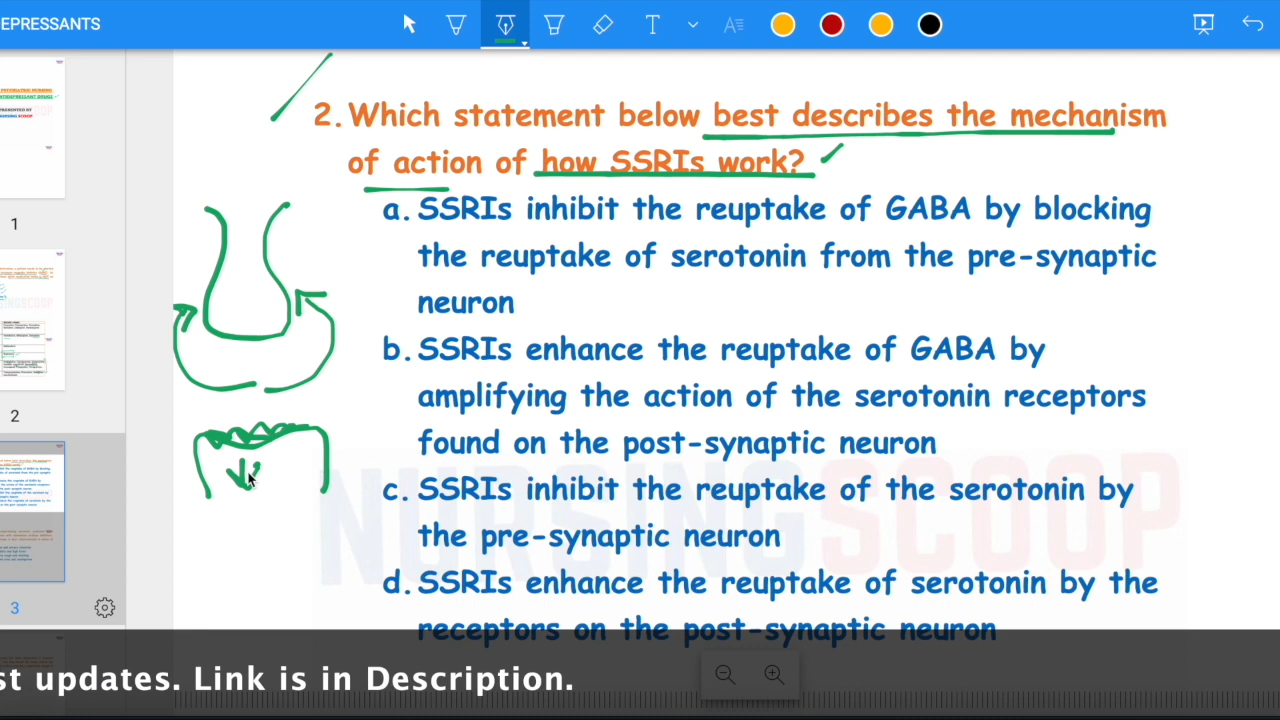 EPRESSANTS
2. Which statement below best describes the mechanism
of action of how SSRIs work?
a. SSRIs inhibit the reuptake of GABA by blocking
the reuptake of serotonin from the pre-synaptic
neuron
b. SSRIs enhance the reuptake of GABA by
amplifying the action of the serotonin receptors
found on the post-synaptic neuron
c. SSRIs inhibit the reuptake of the serotonin by
the pre-synaptic neuron
d. SSRIs enhance the reuptake of serotonin by the
receptors on the post-synaptic neuron
NURSINGSCOOP
1
2
3
st updates. Link is in Description.